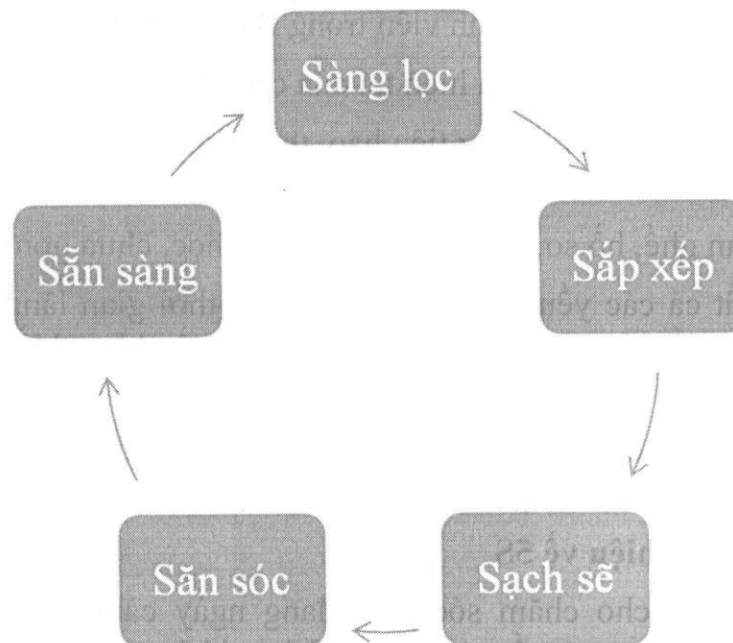 Sàng lọc
Sắp xếp
Sạch sẽ
Săn sóc
Sẵn sàng